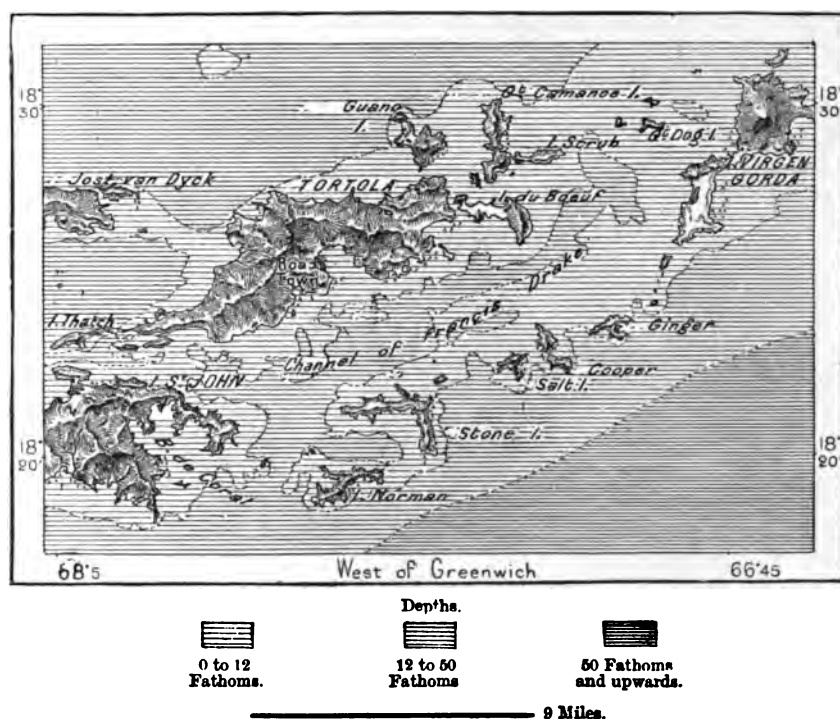 18°
30'
18°
30'
Gt. Camanoe I.
Guano
I.
I. Scrub
Gt. Dog I.
VIRGEN
GORDA
Jost van Dyck
TORTOLA
I. du Bœuf
Road
Town
Channel of Francis Drake
I. Thatch
Ginger
Cooper
Salt I.
I. St. JOHN
Stone I.
I. Norman
18°
20'
18°
20'
68°5
West of Greenwich
66°45
Depths.
0 to 12
Fathoms.
12 to 50
Fathoms
50 Fathoms
and upwards.
9 Miles.